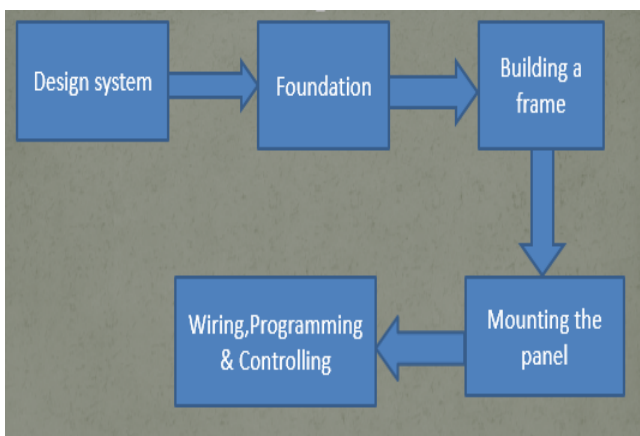 Design system
Foundation
Building a
frame
Mounting the
panel
Wiring,Programming
& Controlling